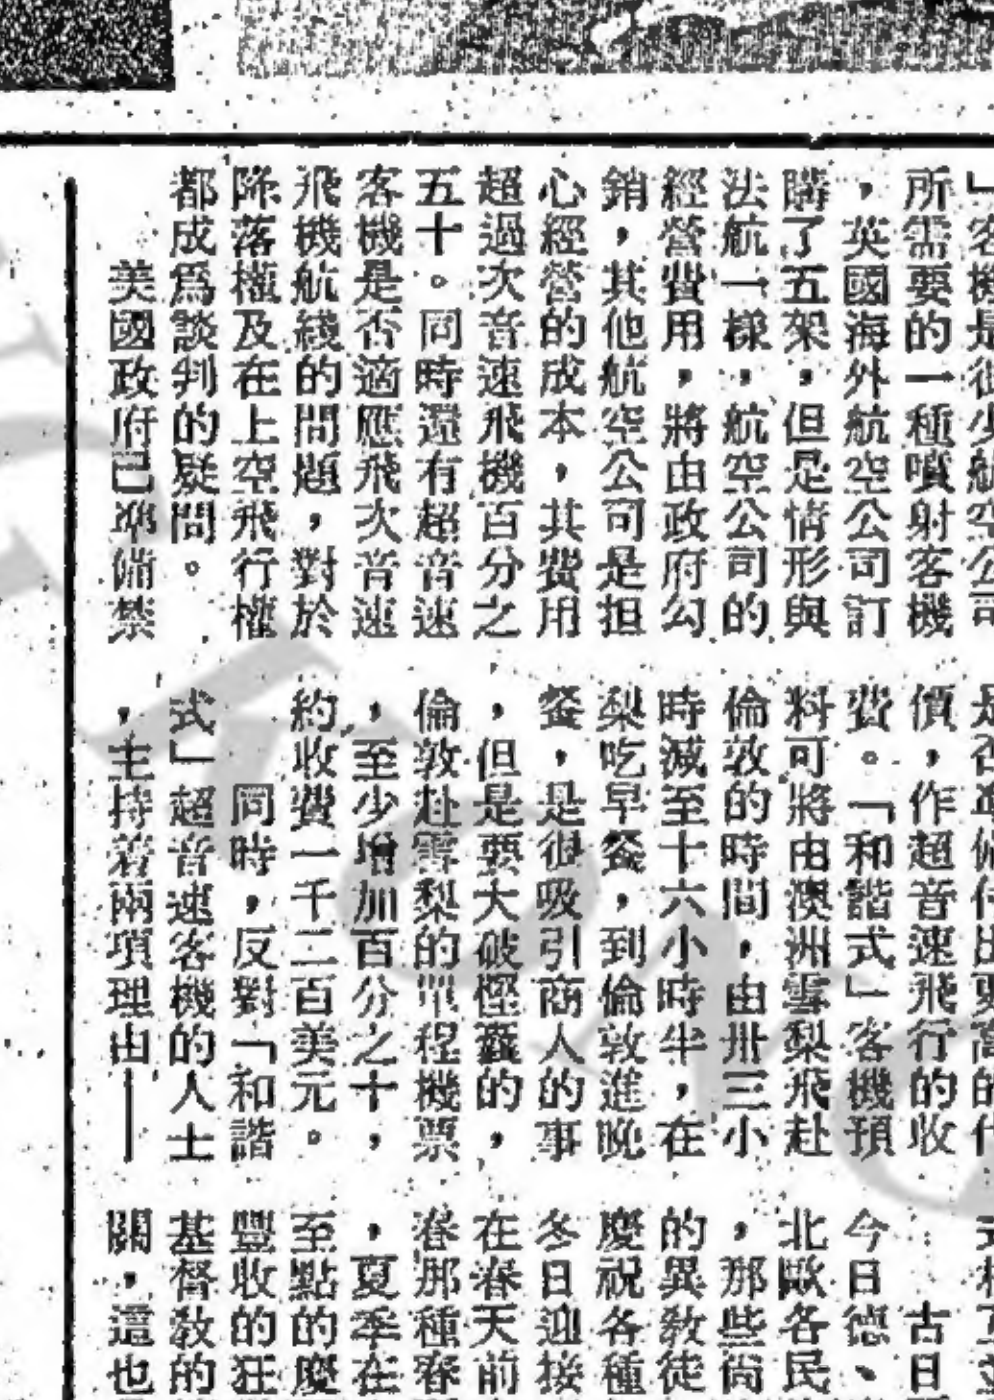 」客機是很少航空公司
所需要的一種噴射客機
，英國海外航空公司訂
購了五架，但是情形與
法航一樣，航空公司的
經營費用，將由政府勾
銷，其他航空公司是担
心經營的成本，其費用
超過次音速飛機百分之
五十。同時還有超音速
客機是否適應飛次音速
飛機航綫的問題，對於
降落權及在上空飛行權
都成爲談判的疑問。
美國政府已準備禁
是否準備付出更高的代
價，作超音速飛行的收
費。「和諧式」客機預
料可將由澳洲雪梨飛赴
倫敦的時間，由卅三小
時減至十六小時半，在
梨吃早餐，到倫敦進晚
餐，是很吸引商人的事
，但是要大破慳囊的，
倫敦赴雪梨的單程機票
，至少增加百分之十，
約收費一千二百美元。
同時，反對「和諧
式」超音速客機的人士
，主持着兩項理由——
古日
今日德、
北歐各民
，那些尚
的異教徒
慶祝各種
冬日迎接
在春天前
春那種春
，夏季在
至點的慶
豐收的狂
基督教的
關，這也